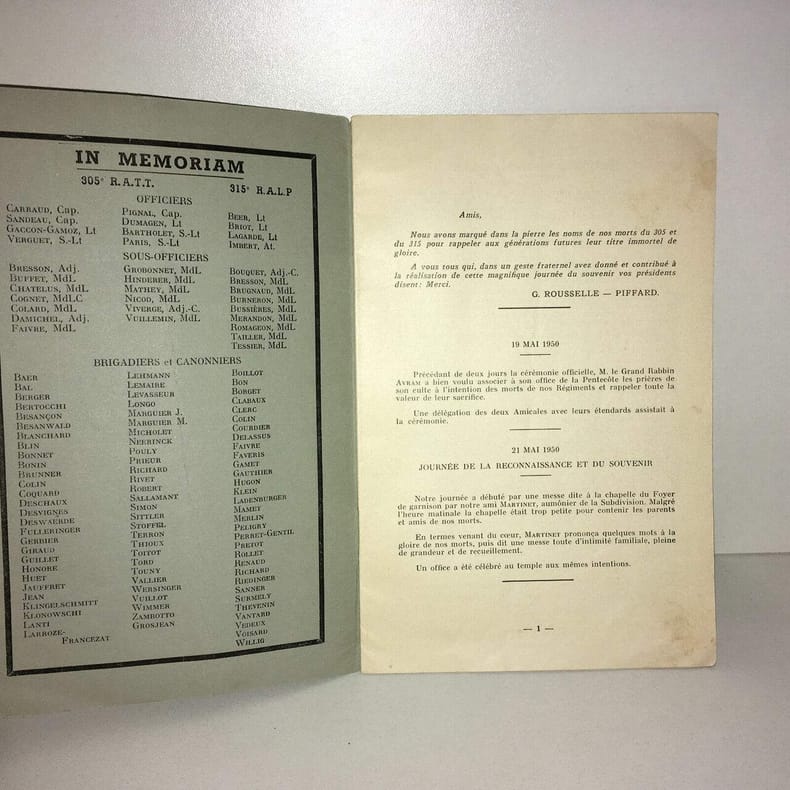 IN MEMORIAM
305e R.A.T.T.
315e R.A.L.P
OFFICIERS
CARRAUD, Cap.
SANDEAU, Cap.
GACCON-GAMOZ, Lt
VERGUET, S.-Lt
PIGNAL, Cap.
DUMAGEN, Lt
BARTHOLET, S.-Lt
PARIS, S.-Lt
BEER, Lt
BRIOT, Lt
LAGARDE, Lt
IMBERT, At.
SOUS-OFFICIERS
BRESSON, Adj.
BUFFET, MdL
CHATELUS, MdL
COGNET, MdLC
COLARD, MdL
DAMICHEL, Adj.
FAIVRE, MdL
GROBONNET, MdL
HINDERER, MdL
MATHEY, MdL
NICOD, MdL
VIVERGE, Adj.-C.
VUILLEMIN, MdL
BOUQUET, Adj.-C.
BRESSON, MdL
BRUGNAUD, MdL
BURNERON, MdL
BUSSIÈRES, MdL
MERANDON, MdL
ROMAGEON, MdL
TAILLER, MdL
TESSIER, MdL
BRIGADIERS et CANONNIERS
BAER
BAL
BERGER
BERTOCCHI
BESANÇON
BESANWALD
BLANCHARD
BLIN
BONNET
BONIN
BRUNNER
COLIN
COQUARD
DESCHAUX
DESVIGNES
DESWAERDE
FULLERINGER
GERBIER
GIRAUD
GUILLET
HONORE
HUET
JAUFFRET
JEAN
KLINGELSCHMITT
KLONOWSCHI
LANTI
LARROZE-
FRANCEZAT
LEHMANN
LEMAIRE
LEVASSEUR
LONGO
MARGUIER J.
MARGUIER M.
MICHOLET
NEERINCK
POULY
PRIEUR
RICHARD
RIVET
ROBERT
SALLAMANT
SIMON
SITTLER
STOFFEL
TERRON
THIOUX
TOITOT
TORD
TOUNY
VALLIER
WERSINGER
VUILLOT
WIMMER
ZAMBOTTO
GROSJEAN
BOILLOT
BON
BORGET
CLABAUX
CLERC
COLIN
COURDIER
DELASSUS
FAIVRE
FAVERIS
GAMET
GAUTHIER
HUGON
KLEIN
LADENBURGER
MAMET
MERLIN
PELIGRY
PERRET-GENTIL
PRETOT
ROLLET
RENAUD
RICHARD
RIEDINGER
SANNER
SURMELY
THEVENIN
VANTARD
VEDEUX
VOISARD
WILLIG
Amis,
Nous avons marqué dans la pierre les noms de nos morts du 305 et
du 315 pour rappeler aux générations futures leur titre immortel de
gloire.
A vous tous qui, dans un geste fraternel avez donné et contribué à
la réalisation de cette magnifique journée du souvenir vos présidents
disent : Merci.
G. ROUSSELLE — PIFFARD.
19 MAI 1950
Précédant de deux jours la cérémonie officielle, M. le Grand Rabbin
AVRAM a bien voulu associer à son office de la Pentecôte les prières de
son culte à l'intention des morts de nos Régiments et rappeler toute la
valeur de leur sacrifice.
Une délégation des deux Amicales avec leurs étendards assistait à
la cérémonie.
21 MAI 1950
JOURNÉE DE LA RECONNAISSANCE ET DU SOUVENIR
Notre journée a débuté par une messe dite à la chapelle du Foyer
de garnison par notre ami MARTINET, aumônier de la Subdivision. Malgré
l'heure matinale la chapelle était trop petite pour contenir les parents
et amis de nos morts.
En termes venant du cœur, MARTINET prononça quelques mots à la
gloire de nos morts, puis dit une messe toute d'intimité familiale, pleine
de grandeur et de recueillement.
Un office a été célébré au temple aux mêmes intentions.
— 1 —